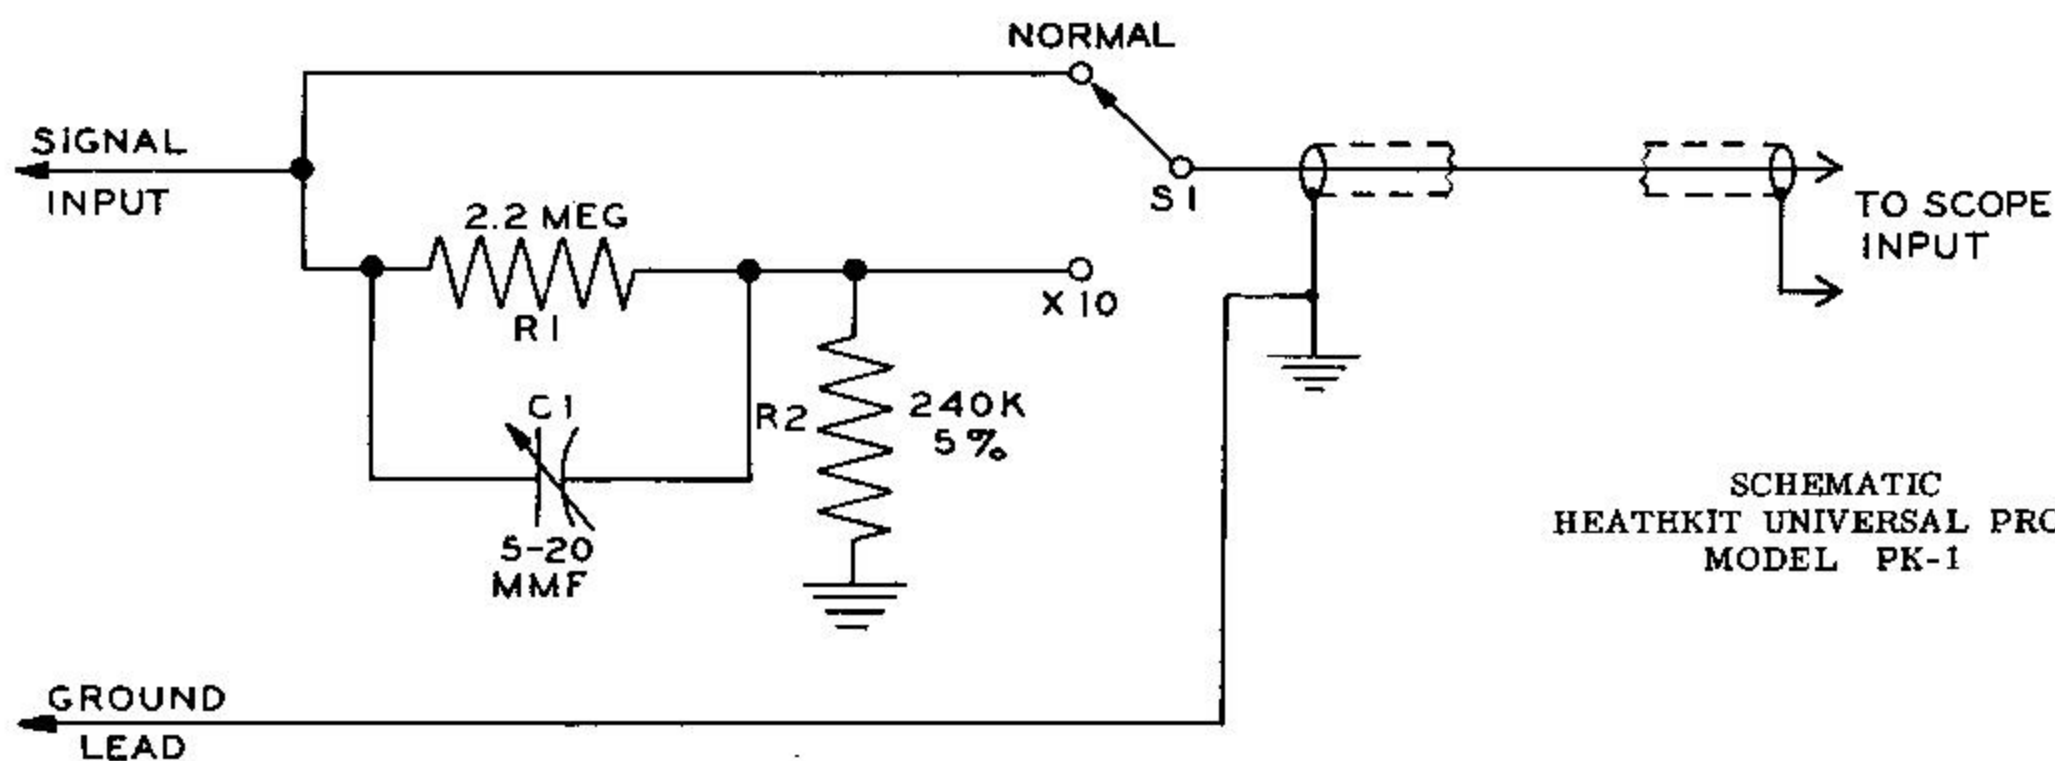 NORMAL
SIGNAL
INPUT
S1
TO SCOPE
INPUT
2.2 MEG
R1
X10
C1
5-20
MMF
R2
240K
5%
SCHEMATIC
HEATHKIT UNIVERSAL PRO
MODEL PK-1
GROUND
LEAD